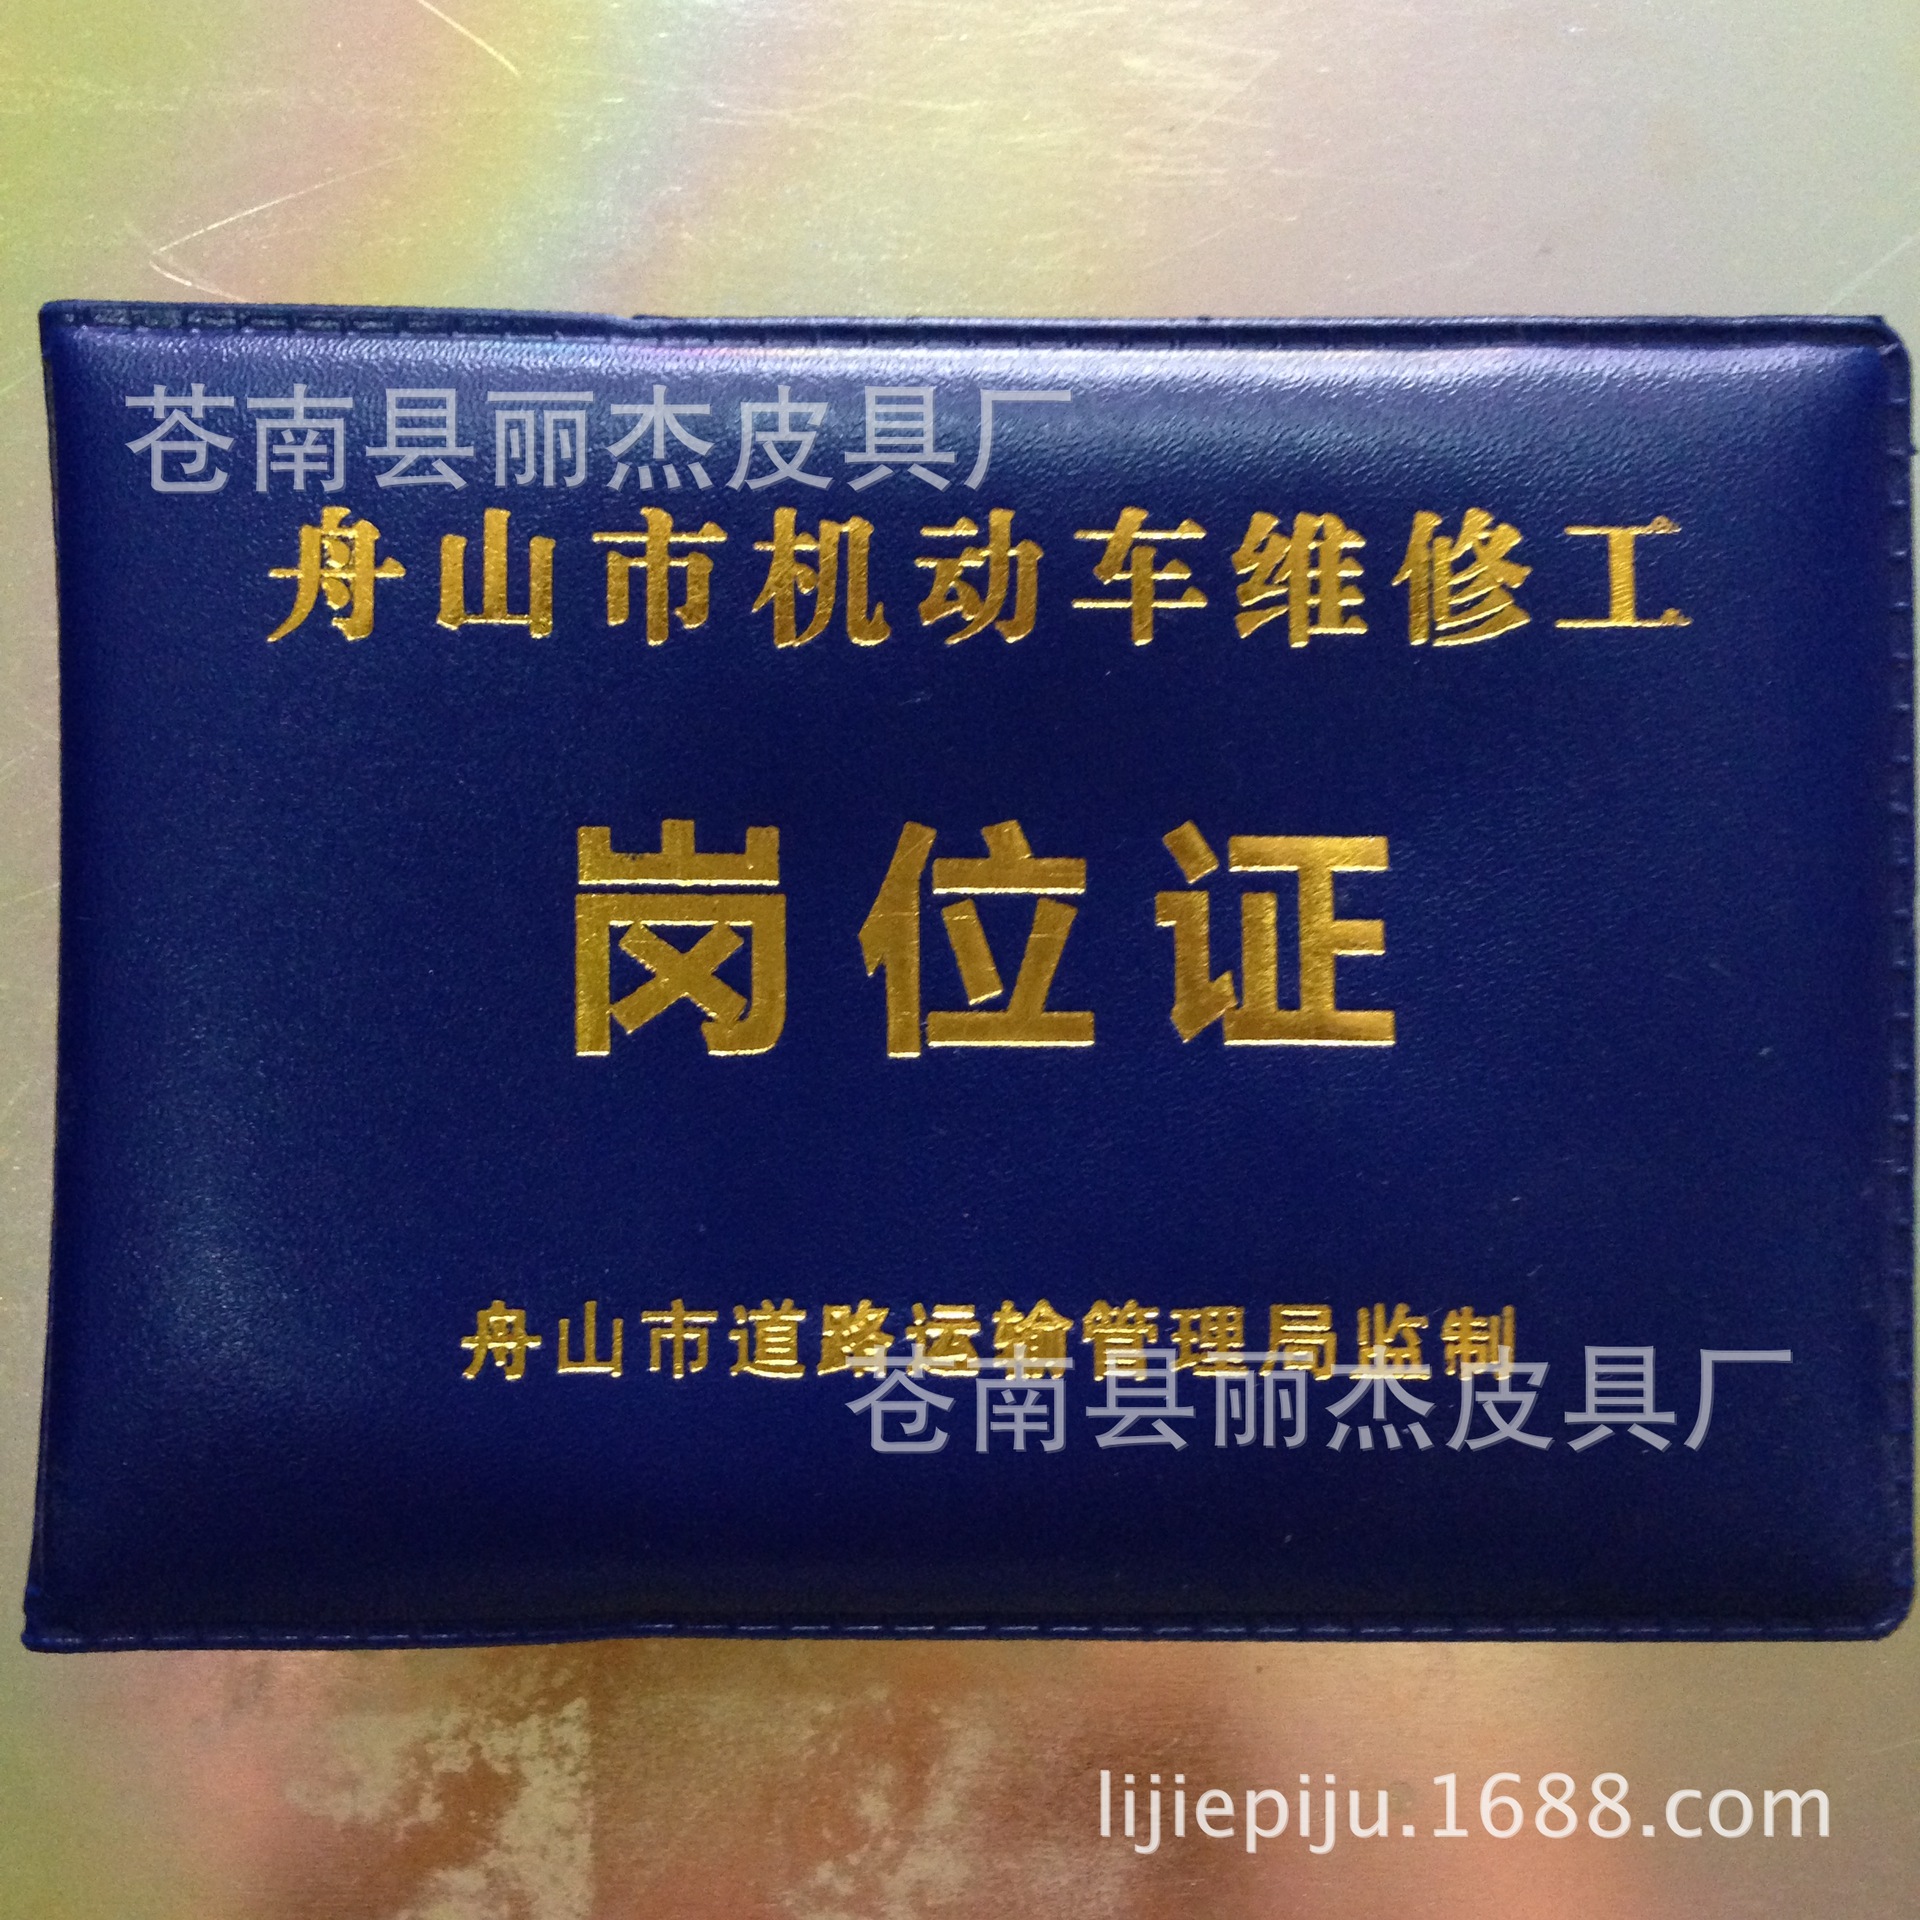 苍南县丽杰皮具厂
舟山市机动车维修工
岗位证
舟山市道路运输管理局监制
苍南县丽杰皮具厂
lijiepiju.1688.com